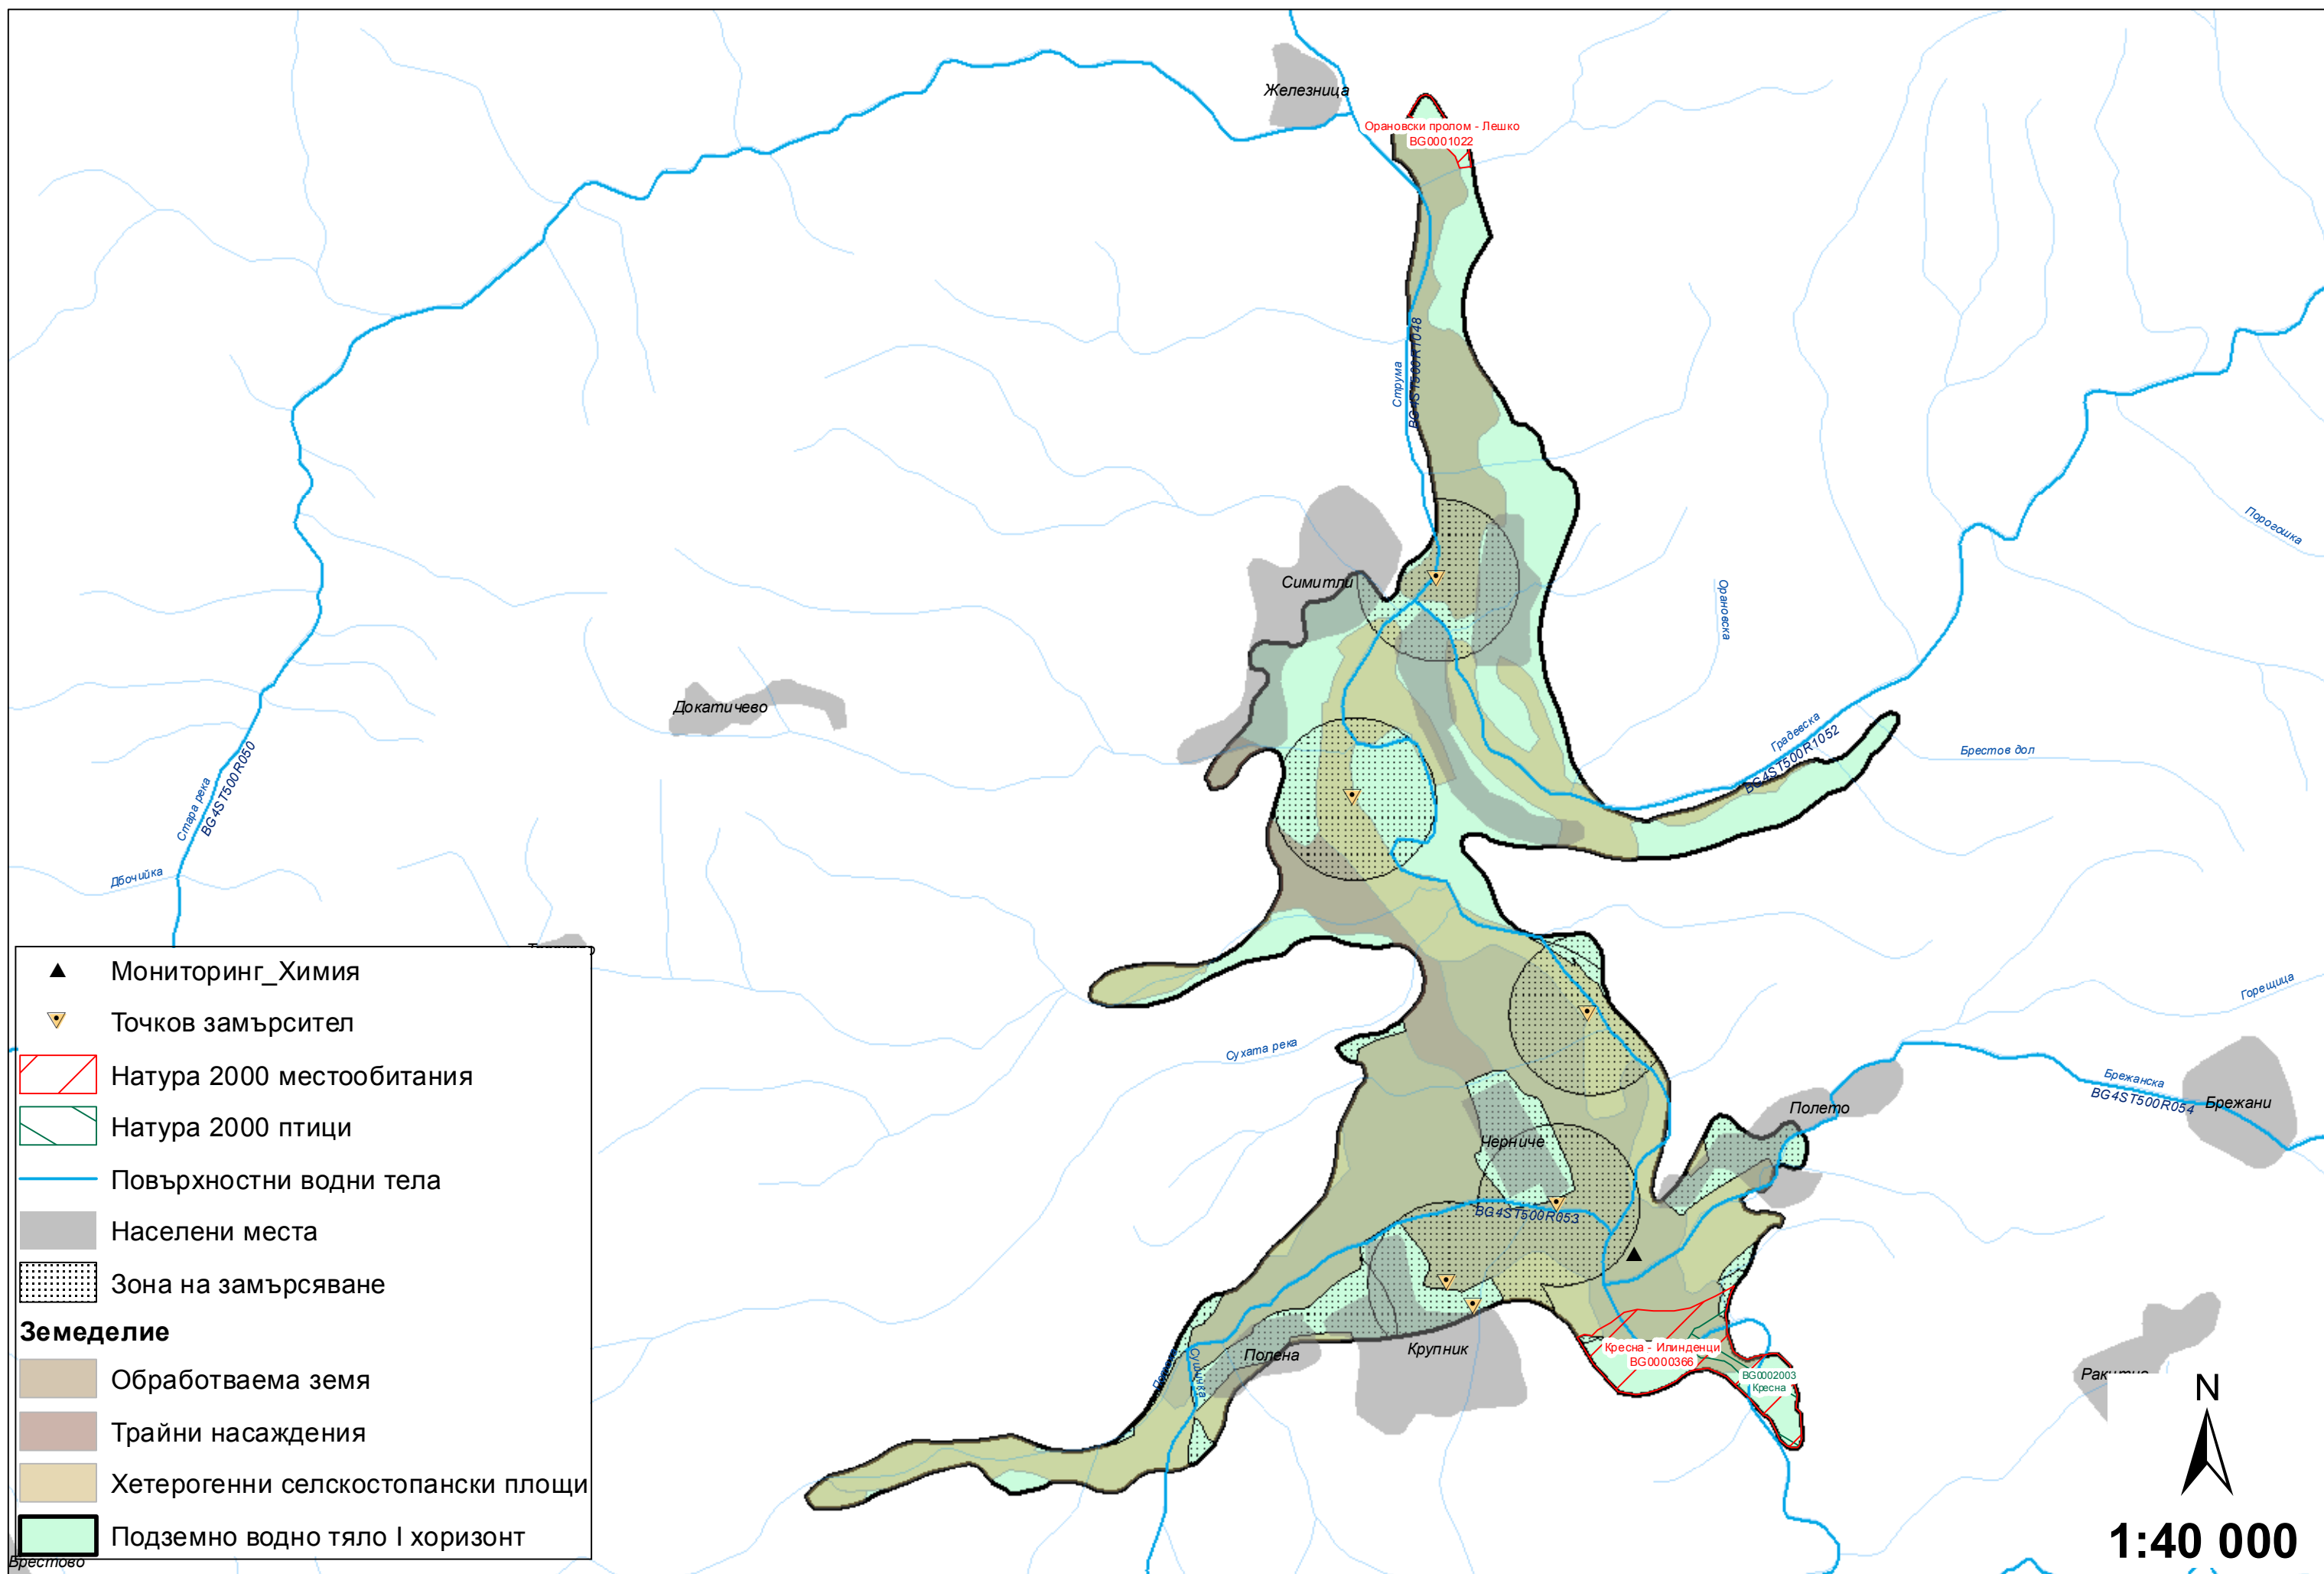 Железница
Орановски пролом - Лешко
BG0001022
Струма
BG4ST500R1048
Порогошка
Симитли
Орановска
Докатичево
Градевска
BG4ST500R1052
Брестов дол
Стара река
BG4ST500R050
Дбочийка
Горещица
Сухата река
Брежанска
BG4ST500R054
Брежани
Полето
Черниче
BG4ST500R053
Крупник
Полена
Сушичка
Кресна - Илинденци
BG0000366
BG0002003
Кресна
Мониторинг_Химия
Точков замърсител
Натура 2000 местообитания
Натура 2000 птици
Повърхностни водни тела
Населени места
Зона на замърсяване
Земеделие
Обработваема земя
Трайни насаждения
Хетерогенни селскостопански площи
Подземно водно тяло I хоризонт
Брестово
N
1:40 000